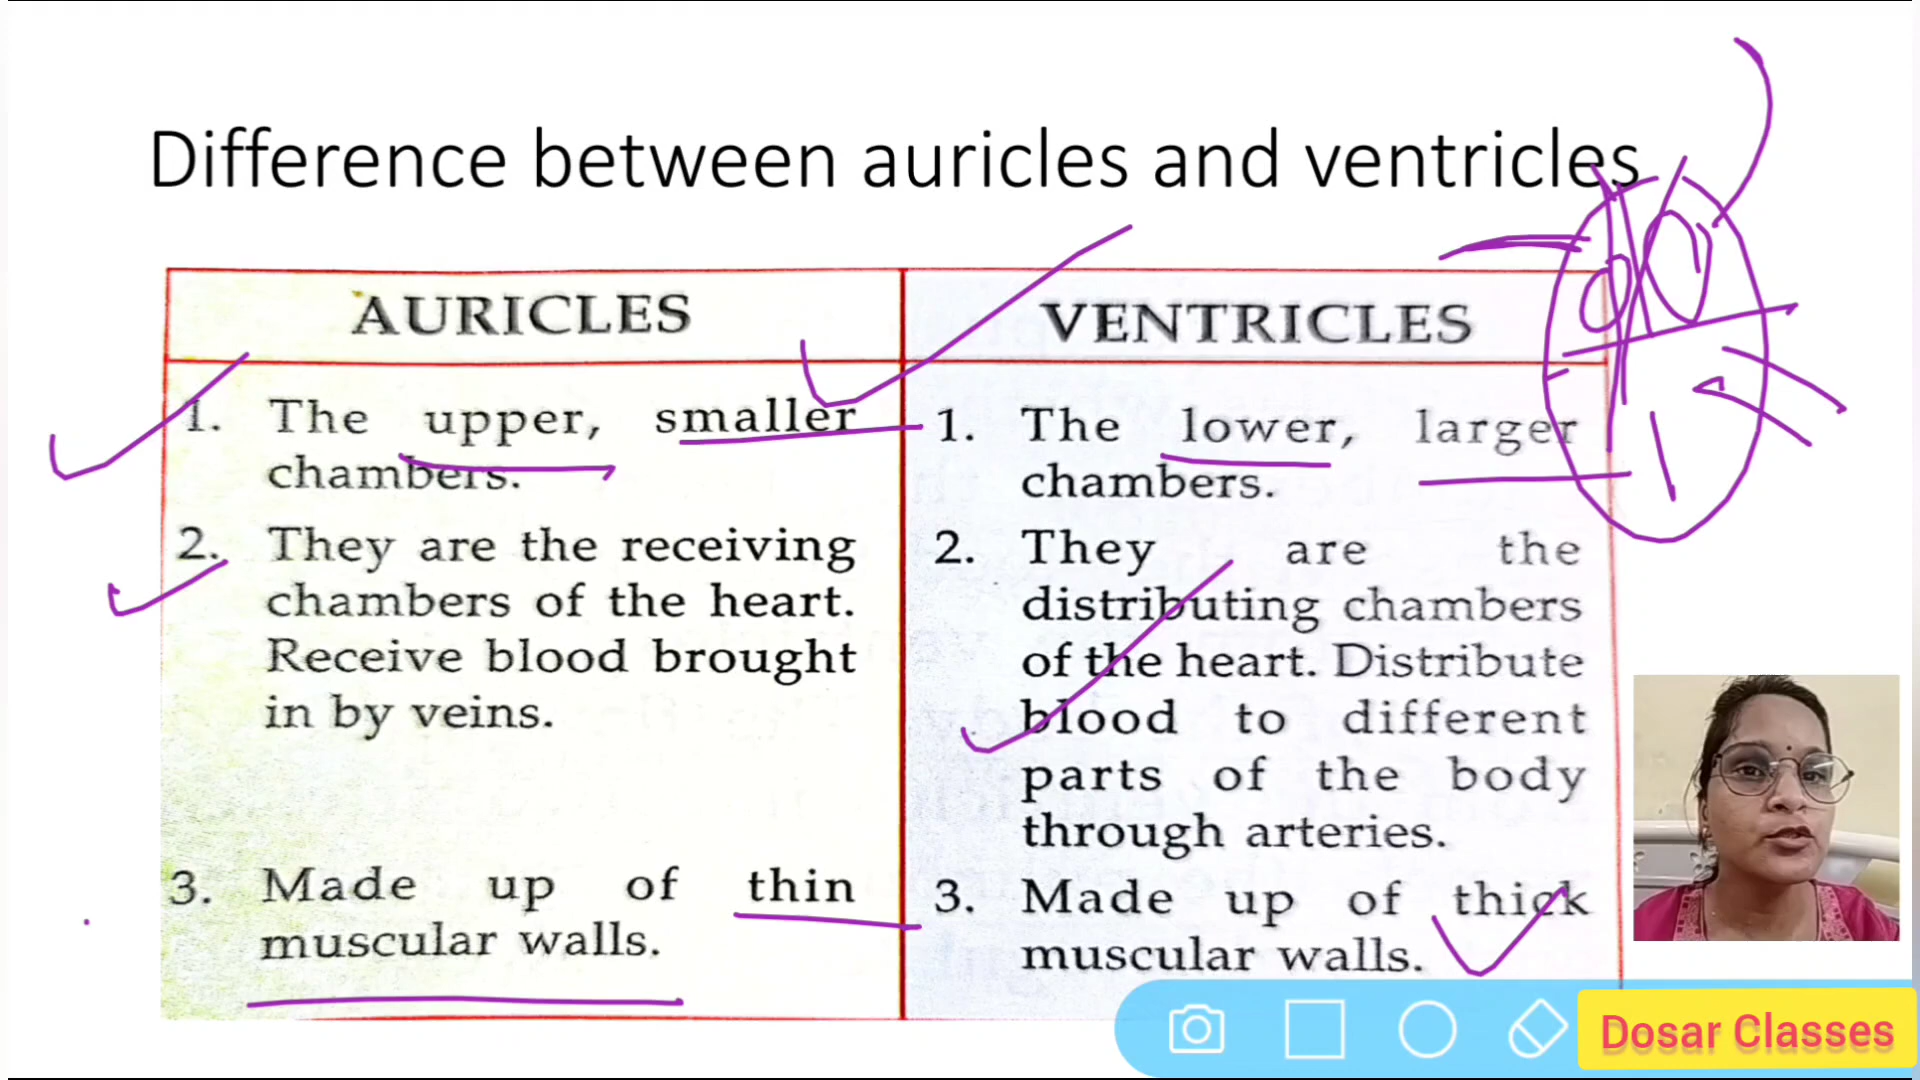 Difference between auricles and ventricles
AURICLES
1. The upper, smaller
chambers.
2. They are the receiving
chambers of the heart.
Receive blood brought
in by veins.
3. Made up of thin
muscular walls.
VENTRICLES
1. The lower, larger
chambers.
2. They are the
distributing chambers
of the heart. Distribute
blood to different
parts of the body
through arteries.
3. Made up of thick
muscular walls.
Dosar Classes